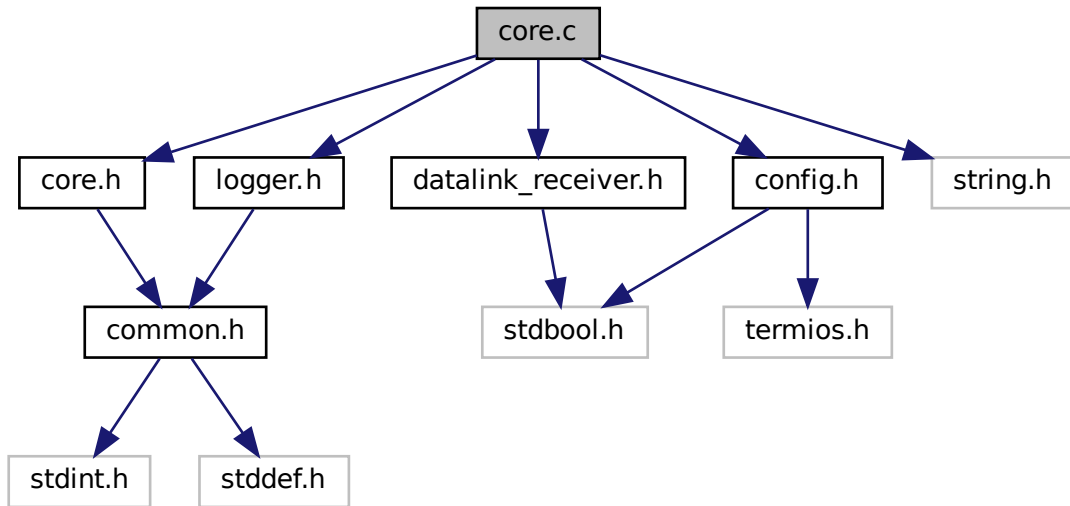 core.c
core.h
logger.h
datalink_receiver.h
config.h
string.h
common.h
stdbool.h
termios.h
stdint.h
stddef.h